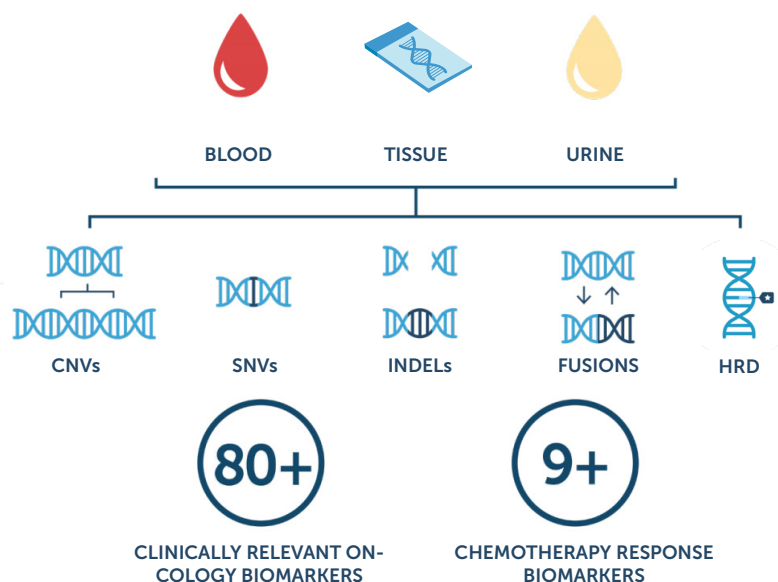 BLOOD
TISSUE
URINE
CNVs
SNVs
INDELs
FUSIONS
HRD
80+
9+
CLINICALLY RELEVANT ON-
COLOGY BIOMARKERS
CHEMOTHERAPY RESPONSE
BIOMARKERS